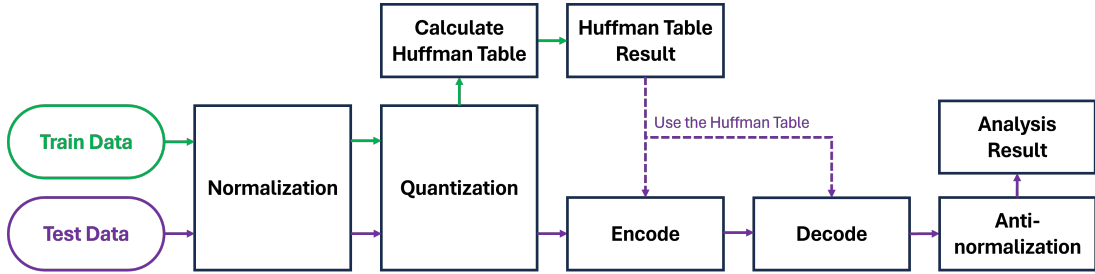 Calculate
Huffman Table
Huffman Table
Result
Train Data
Normalization
Quantization
Use the Huffman Table
Analysis
Result
Test Data
Encode
Decode
Anti-
normalization